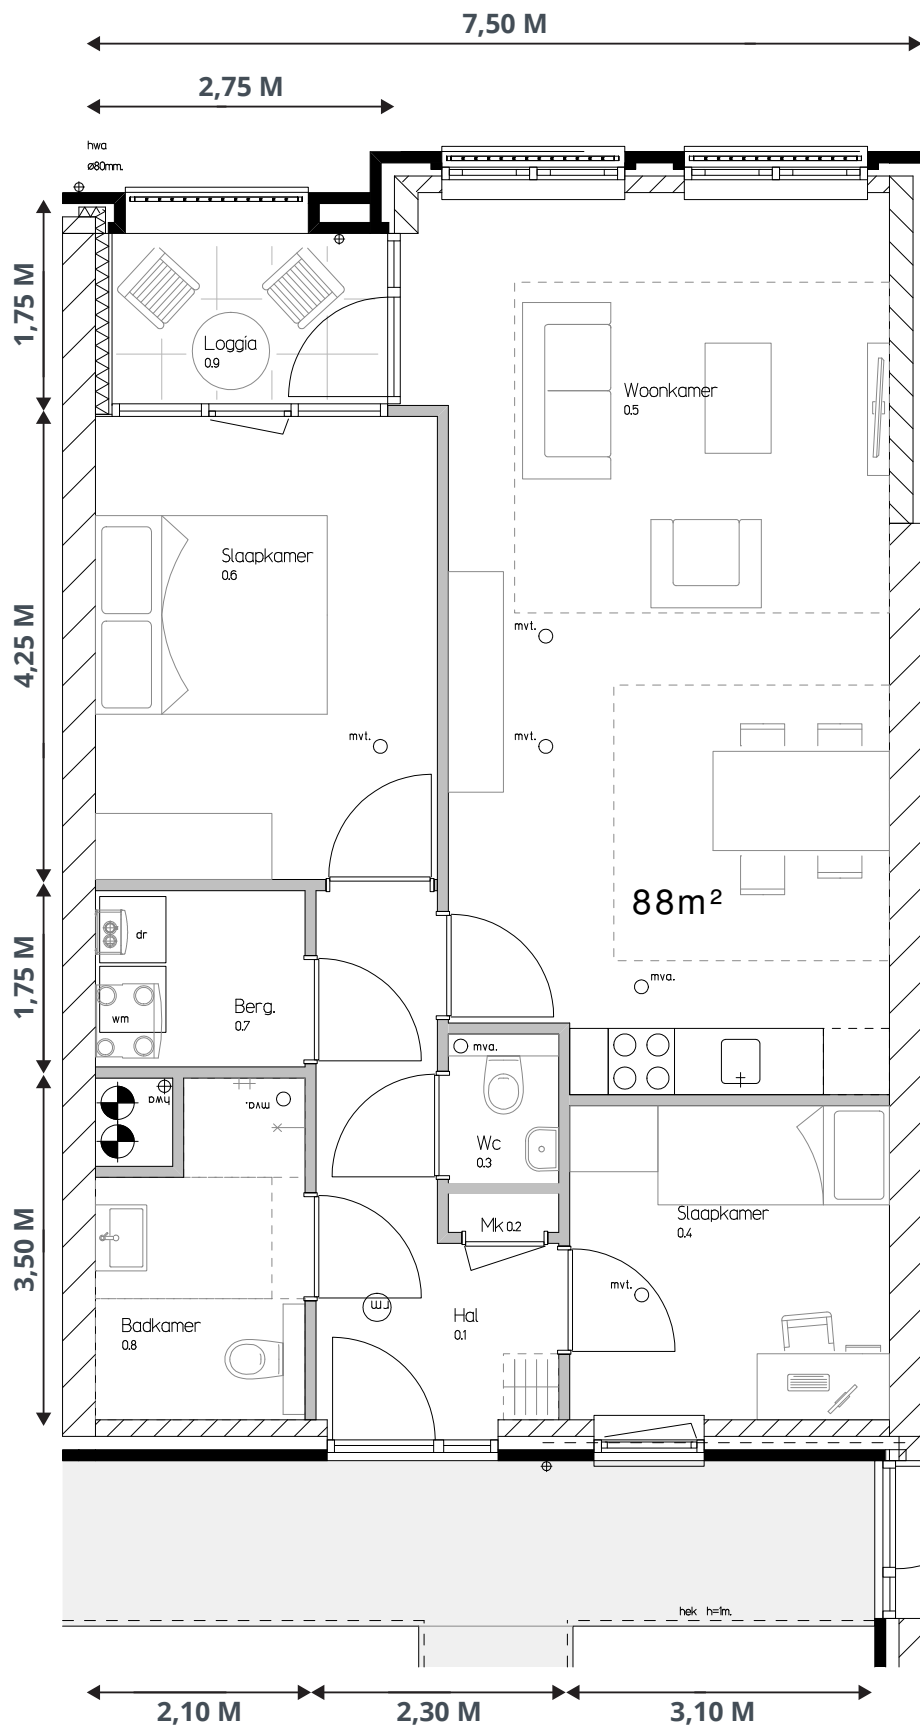 7,50 M
2,75 M
hwa
ø80mm.
1,75 M
Loggia
0.9
Woonkamer
0.5
4,25 M
Slaapkamer
0.6
mvt.
mvt.
mvt.
88m²
1,75 M
dr
wm
Berg.
0.7
mva.
mva.
hwa
mva.
Wc
0.3
Mk 0.2
Slaapkamer
0.4
3,50 M
mvt.
rm
Hal
0.1
Badkamer
0.8
hek h=1m.
2,10 M
2,30 M
3,10 M